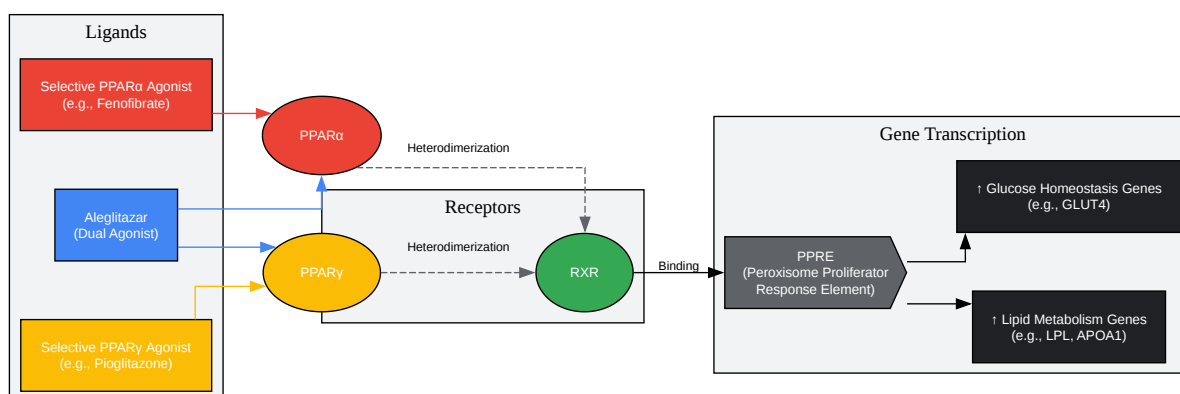 Ligands
Selective PPARα Agonist
(e.g., Fenofibrate)
Aleglitazar
(Dual Agonist)
Selective PPARγ Agonist
(e.g., Pioglitazone)
PPARα
Heterodimerization
Receptors
PPARγ
Heterodimerization
RXR
Binding
Gene Transcription
PPRE
(Peroxisome Proliferator
Response Element)
↑ Glucose Homeostasis Genes
(e.g., GLUT4)
↑ Lipid Metabolism Genes
(e.g., LPL, APOA1)